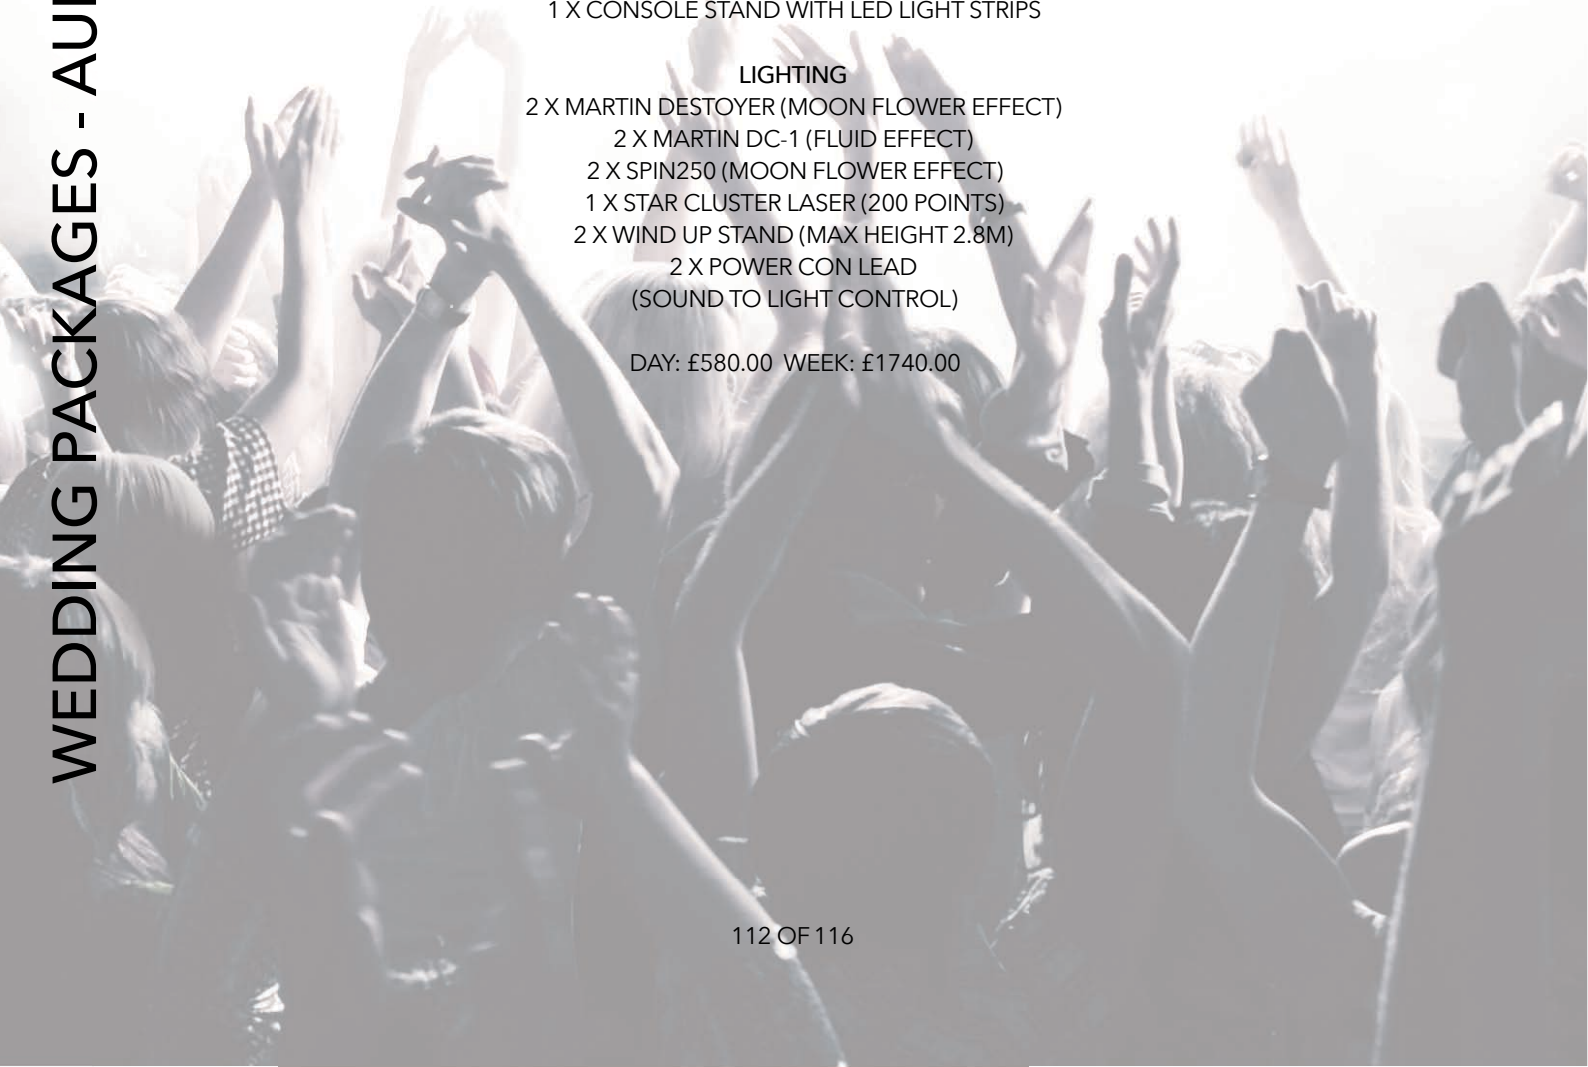 1 X CONSOLE STAND WITH LED LIGHT STRIPS
LIGHTING
2 X MARTIN DESTOYER (MOON FLOWER EFFECT)
2 X MARTIN DC-1 (FLUID EFFECT)
2 X SPIN250 (MOON FLOWER EFFECT)
1 X STAR CLUSTER LASER (200 POINTS)
2 X WIND UP STAND (MAX HEIGHT 2.8M)
2 X POWER CON LEAD
(SOUND TO LIGHT CONTROL)
DAY: £580.00 WEEK: £1740.00
WEDDING PACKAGES -
112 OF 116